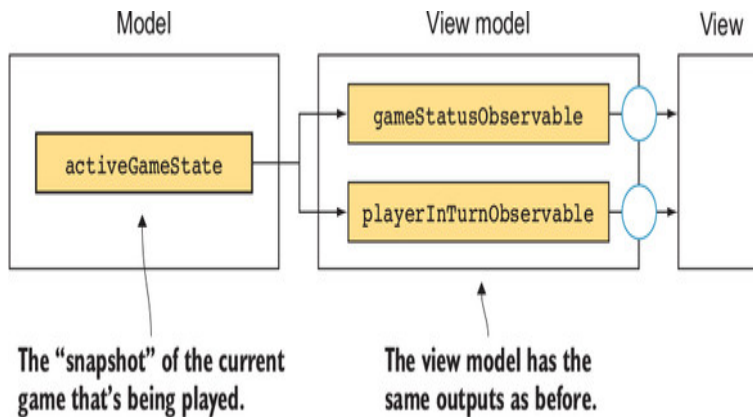 Model
View model
View
activeGameState
gameStatusObservable
playerInTurnObservable
The “snapshot” of the current
game that’s being played.
The view model has the
same outputs as before.